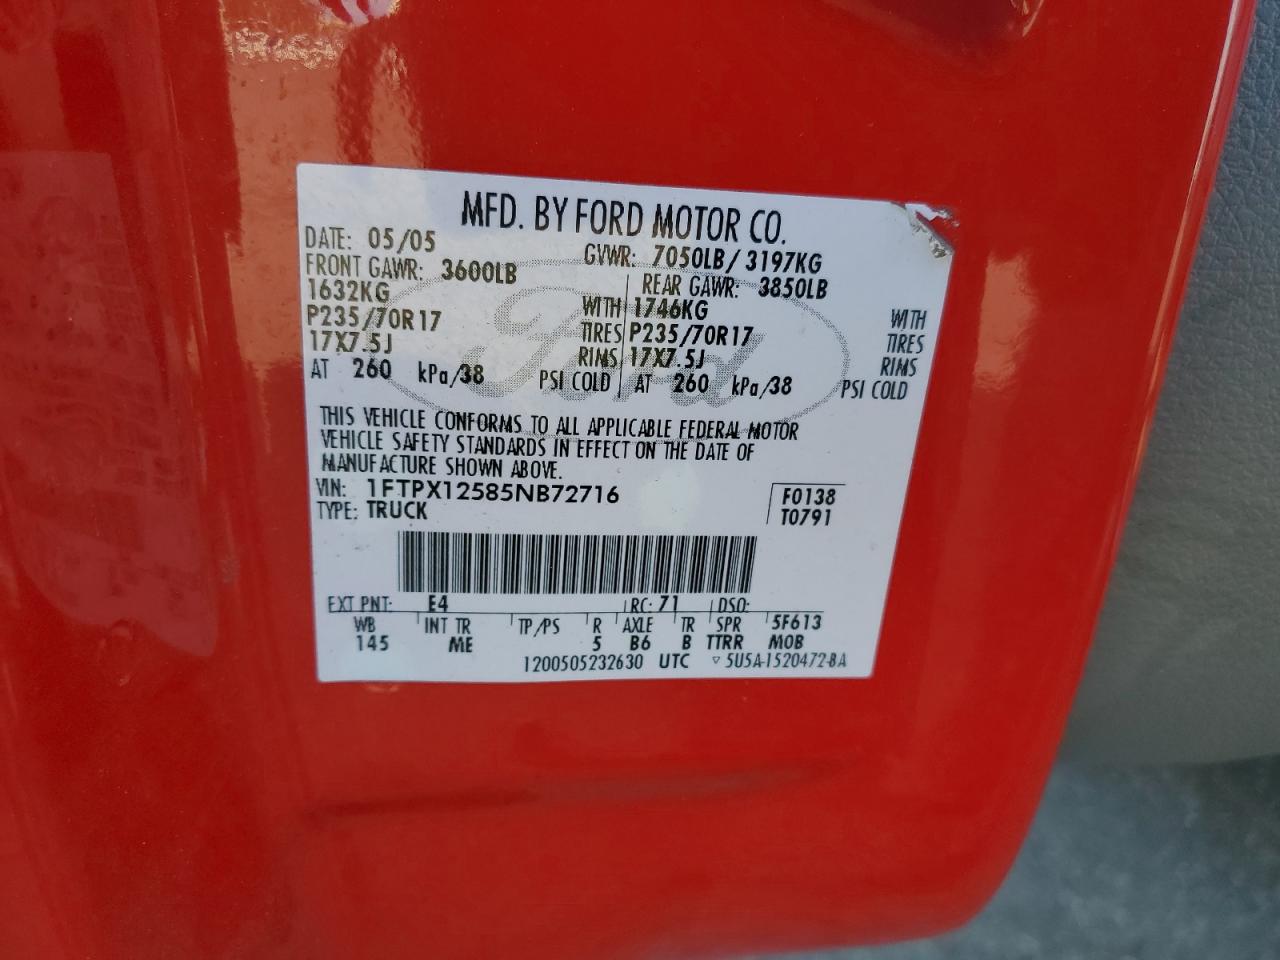 MFD. BY FORD MOTOR CO.
DATE: 05/05 GVWR: 7050LB/3197KG
FRONT GAWR: 3600LB REAR GAWR: 3850LB
1632KG WITH 1746KG WITH
P235/70R17 TIRES P235/70R17 TIRES
17X7.5J RIMS 17X7.5J RIMS
AT 260 kPa/38 PSI COLD AT 260 kPa/38 PSI COLD
Ford
THIS VEHICLE CONFORMS TO ALL APPLICABLE FEDERAL MOTOR
VEHICLE SAFETY STANDARDS IN EFFECT ON THE DATE OF
MANUFACTURE SHOWN ABOVE.
VIN: 1FTPX12585NB72716 F0138
TYPE: TRUCK T0791
EXT PNT: E4 RC: 71 DSO:
WB INT TR TP/PS R AXLE TR SPR 5F613
145 ME 5 B6 B TTRR MOB
1200505232630 UTC ▽ 5U5A-1520472-BA